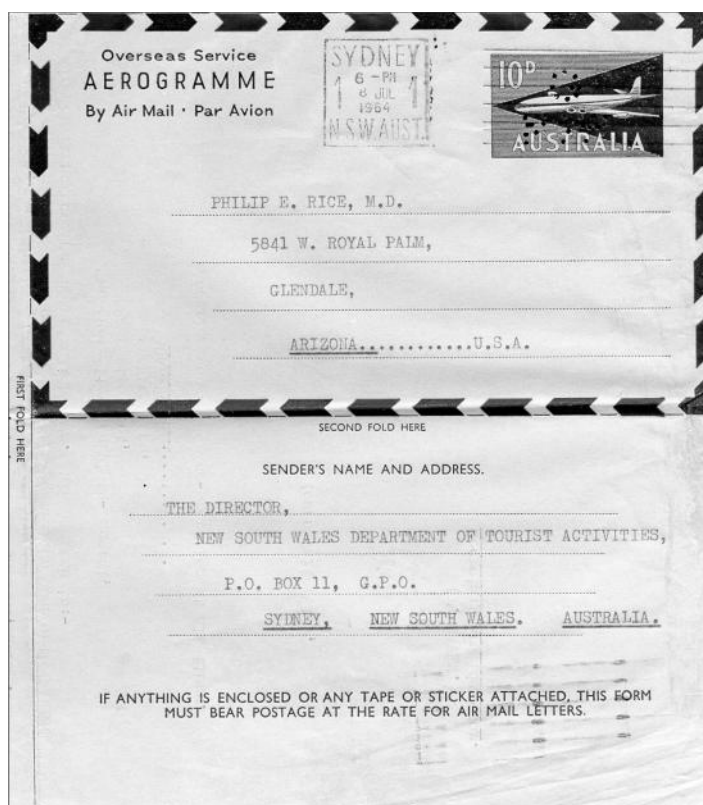 Overseas Service
AEROGRAMME
By Air Mail · Par Avion
SYDNEY
6 - PM
8 JUL
1964
N.S.W. AUST.
10D
AUSTRALIA
PHILIP E. RICE, M.D.
5841 W. ROYAL PALM,
GLENDALE,
ARIZONA............U.S.A.
FIRST FOLD HERE
SECOND FOLD HERE
SENDER'S NAME AND ADDRESS.
THE DIRECTOR,
NEW SOUTH WALES DEPARTMENT OF TOURIST ACTIVITIES,
P.O. BOX 11, G.P.O.
SYDNEY, NEW SOUTH WALES. AUSTRALIA.
IF ANYTHING IS ENCLOSED OR ANY TAPE OR STICKER ATTACHED, THIS FORM
MUST BEAR POSTAGE AT THE RATE FOR AIR MAIL LETTERS.